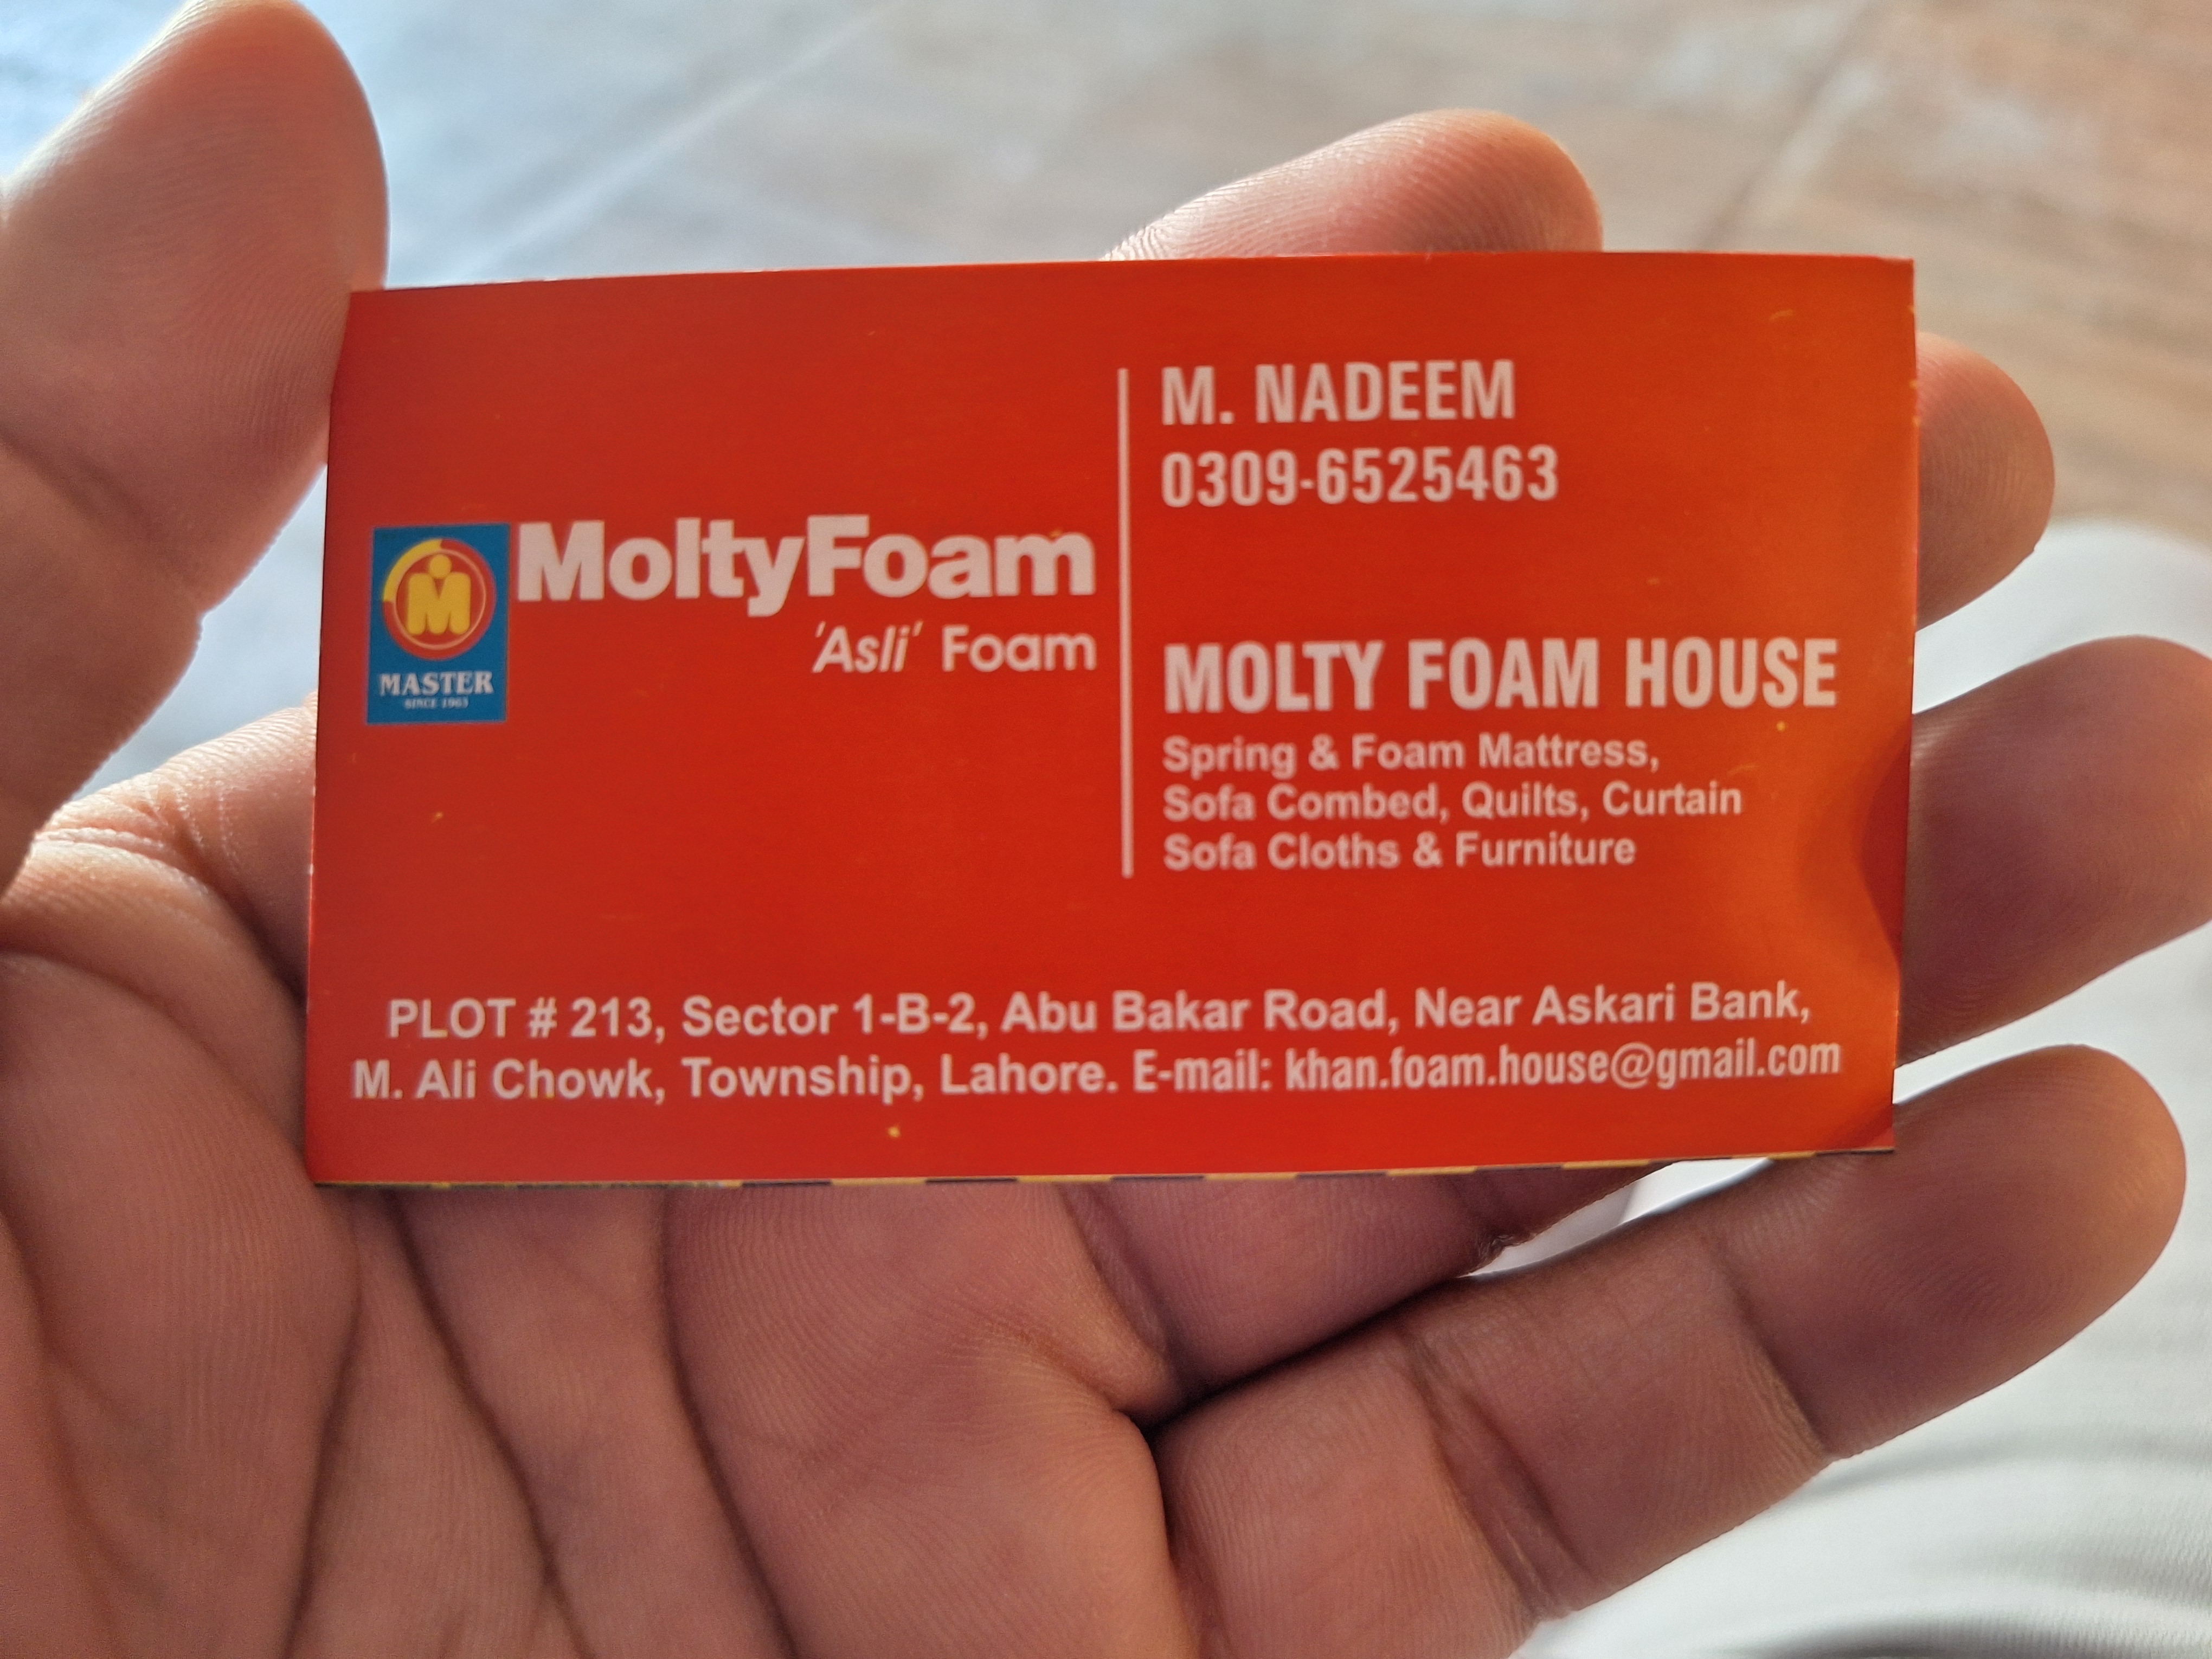 MoltyFoam
'Asli' Foam
MASTER
SINCE 1963
M. NADEEM
0309-6525463
MOLTY FOAM HOUSE
Spring & Foam Mattress,
Sofa Combed, Quilts, Curtain
Sofa Cloths & Furniture
PLOT # 213, Sector 1-B-2, Abu Bakar Road, Near Askari Bank,
M. Ali Chowk, Township, Lahore. E-mail: khan.foam.house@gmail.com